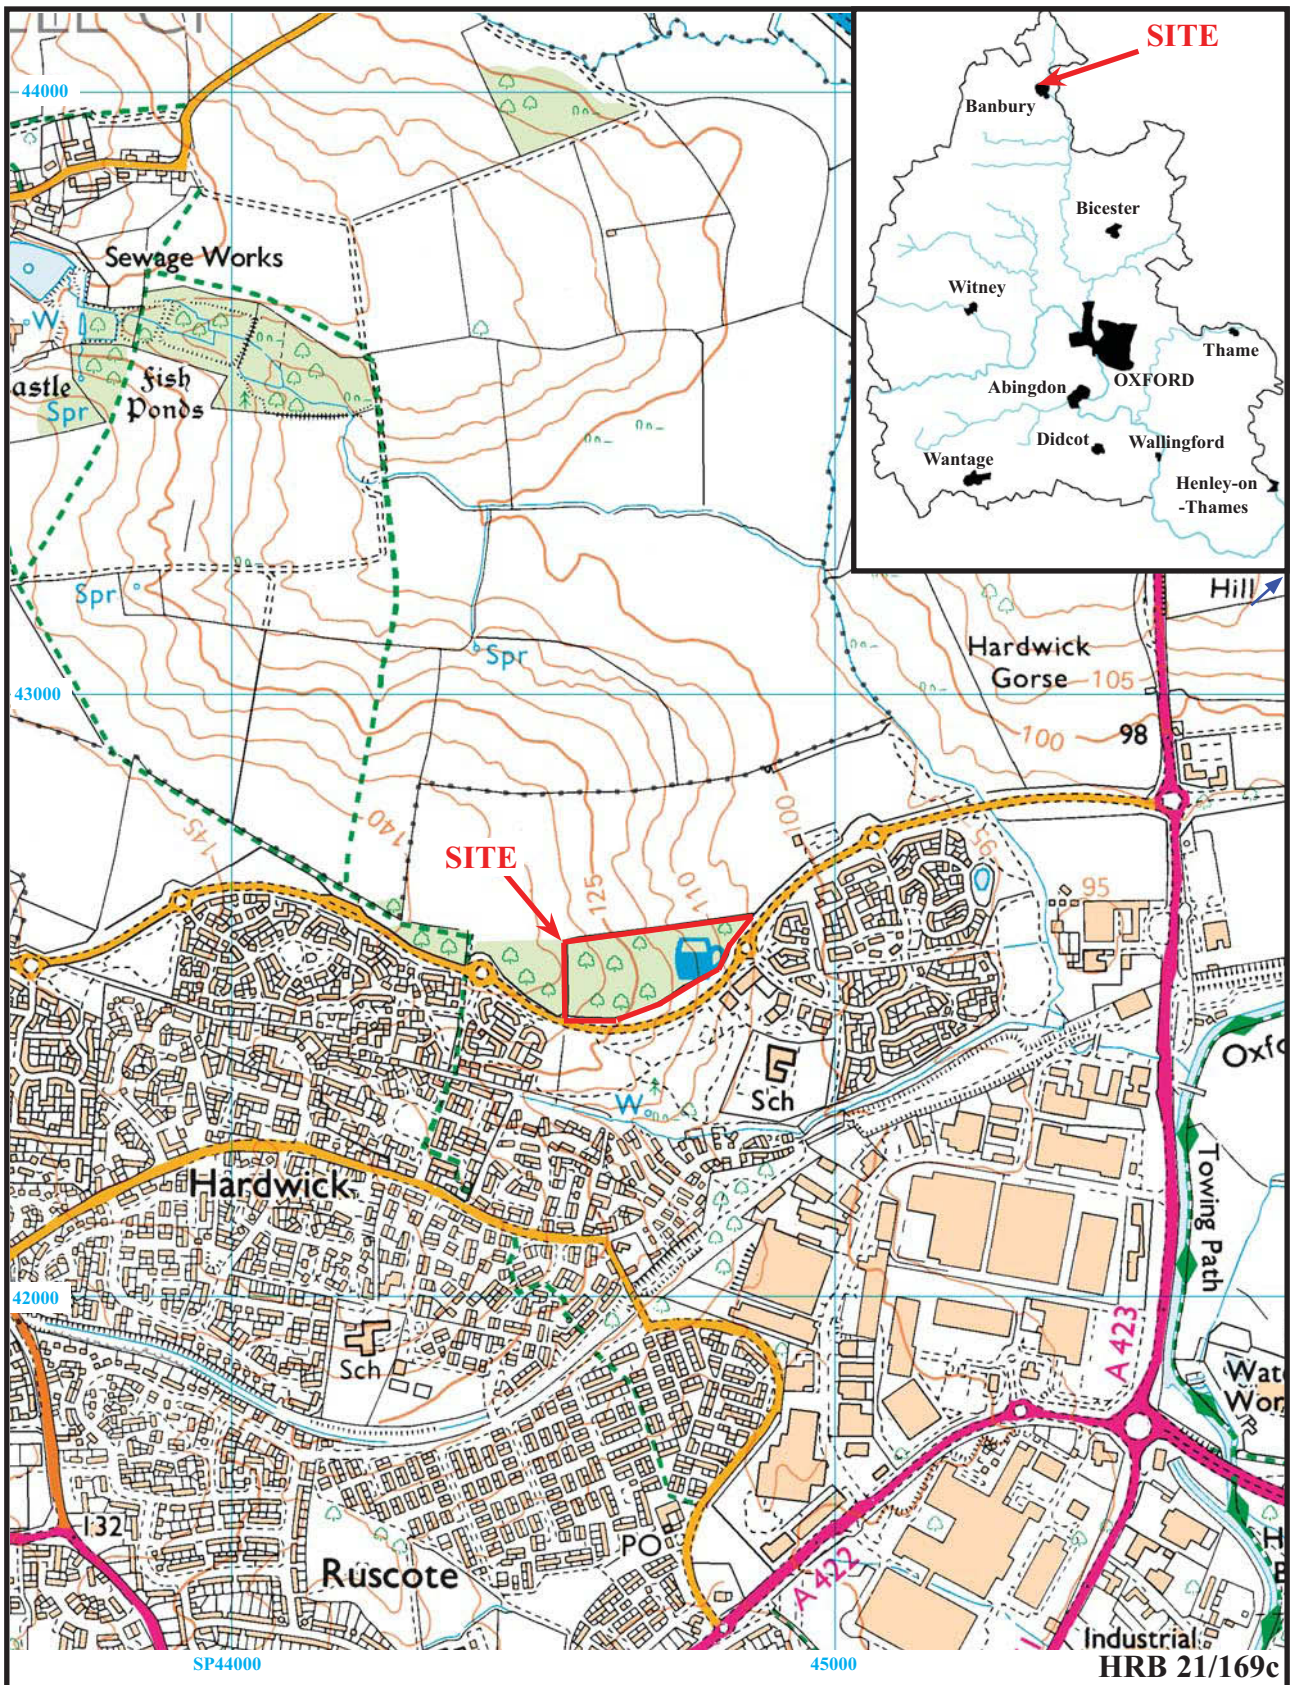 SITE
Banbury
Bicester
Witney
Thame
OXFORD
Abingdon
Didcot
Wallingford
Wantage
Henley-on
-Thames
44000
Sewage Works
W
astle
Fish
Ponds
Spr
Spr
Spr
Hill
Hardwick
Gorse
105
43000
100
98
145
140
100
SITE
125
110
95
95
Sch
W
Oxfo
Hardwick
Towing Path
42000
A 423
Sch
Wate
Wor
132
PO
Ruscote
A 422
H
Industrial
SP44000
45000
HRB 21/169c